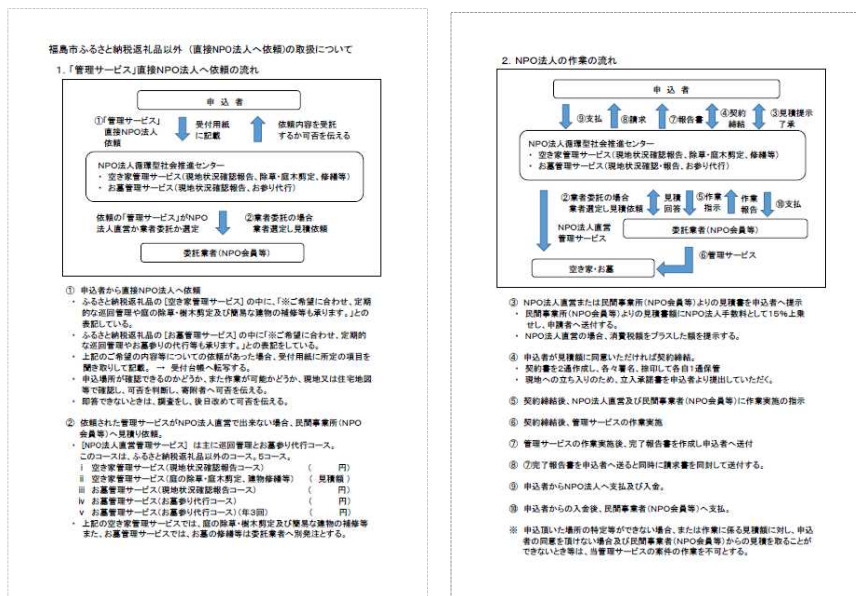 福島市ふるさと納税返礼品以外（直接NPO法人へ依頼）の取扱について
1．「管理サービス」直接NPO法人へ依頼の流れ
申 込 者
①「管理サービス」
直接NPO法人
依頼
受付用紙
に記載
依頼内容を受託
するか可否を伝える
NPO法人循環型社会推進センター
・ 空き家管理サービス（現地状況確認報告、除草・庭木剪定、修繕等）
・ お墓管理サービス（現地状況確認報告、お参り代行）
依頼の「管理サービス」がNPO
法人直営か業者委託か選定
②業者委託の場合
業者選定し見積依頼
委託業者（NPO会員等）
① 申込者から直接NPO法人へ依頼
・ ふるさと納税返礼品の［空き家管理サービス］の中に、「※ご希望に合わせ、定期
的な巡回管理や庭の除草・樹木剪定及び簡易な建物の補修等も承ります。」との
表記している。
・ ふるさと納税返礼品の［お墓管理サービス］の中に「※ご希望に合わせ、定期的
な巡回管理やお墓参りの代行等も承ります。」との表記をしている。
・ 上記のご希望の内容等についての依頼があった場合、受付用紙に所定の項目を
聞き取りして記載。 → 受付台帳へ転写する。
・ 申込場所が確認できるのかどうか、また作業が可能かどうか、現地又は住宅地図
等で確認し、可否を判断し、寄附者へ可否を伝える。
・ 即答できないときは、調査をし、後日改めて可否を伝える。
② 依頼された管理サービスがNPO法人直営で出来ない場合、民間事業所（NPO
会員等）へ見積り依頼。
・ ［NPO法人直営管理サービス］ は主に巡回管理とお墓参り代行コース。
このコースは、ふるさと納税返礼品以外のコース。5コース。
ⅰ 空き家管理サービス（現地状況確認報告コース） （ 円）
ⅱ 空き家管理サービス（庭の除草・庭木剪定、建物修繕等） （ 見積額 ）
ⅲ お墓管理サービス（現地状況確認報告コース） （ 円）
ⅳ お墓管理サービス（お墓参り代行コース） （ 円）
ⅴ お墓管理サービス（お墓参り代行コース）（年3回） （ 円）
・ 上記の空き家管理サービスでは、庭の除草・樹木剪定及び簡易な建物の補修等
また、お墓管理サービスでは、お墓の修繕等は委託業者へ別発注とする。
2．NPO法人の作業の流れ
申 込 者
⑨支払
⑧請求
⑦報告書
④契約
締結
③見積提示
了承
NPO法人循環型社会推進センター
・ 空き家管理サービス（現地状況確認報告、除草・庭木剪定、修繕等）
・ お墓管理サービス（現地状況確認・報告、お参り代行）
②業者委託の場合
業者選定し見積依頼
見積
回答
⑤作業
指示
作業
報告
⑩支払
NPO法人直営
管理サービス
委託業者（NPO会員等）
⑥管理サービス
空き家・お墓
③ NPO法人直営または民間事業所（NPO会員等）よりの見積書を申込者へ提示
・ 民間事業所（NPO会員等）よりの見積書額にNPO法人手数料として15％上乗
せし、申請者へ送付する。
・ NPO法人直営の場合、消費税額をプラスした額を提示する。
④ 申込者が見積額に同意いただければ契約締結。
・ 契約書を2通作成し、各々署名、捺印して各自1通保管
・ 現地への立ち入りのため、立入承諾書を申込者より提出していただく。
⑤ 契約締結後、NPO法人直営及び民間事業者（NPO会員等）に作業実施の指示
⑥ 契約締結後、管理サービスの作業実施
⑦ 管理サービスの作業実施後、完了報告書を作成し申込者へ送付
⑧ ⑦完了報告書を申込者へ送ると同時に請求書を同封して送付する。
⑨ 申込者からNPO法人へ支払及び入金。
⑩ 申込者からの入金後、民間事業者（NPO会員等）へ支払。
※ 申込頂いた場所の特定等ができない場合、または作業に係る見積額に対し、申込
者の同意を頂けない場合及び民間事業者（NPO会員等）からの見積を取ることが
できないとき等は、当管理サービスの案件の作業を不可とする。